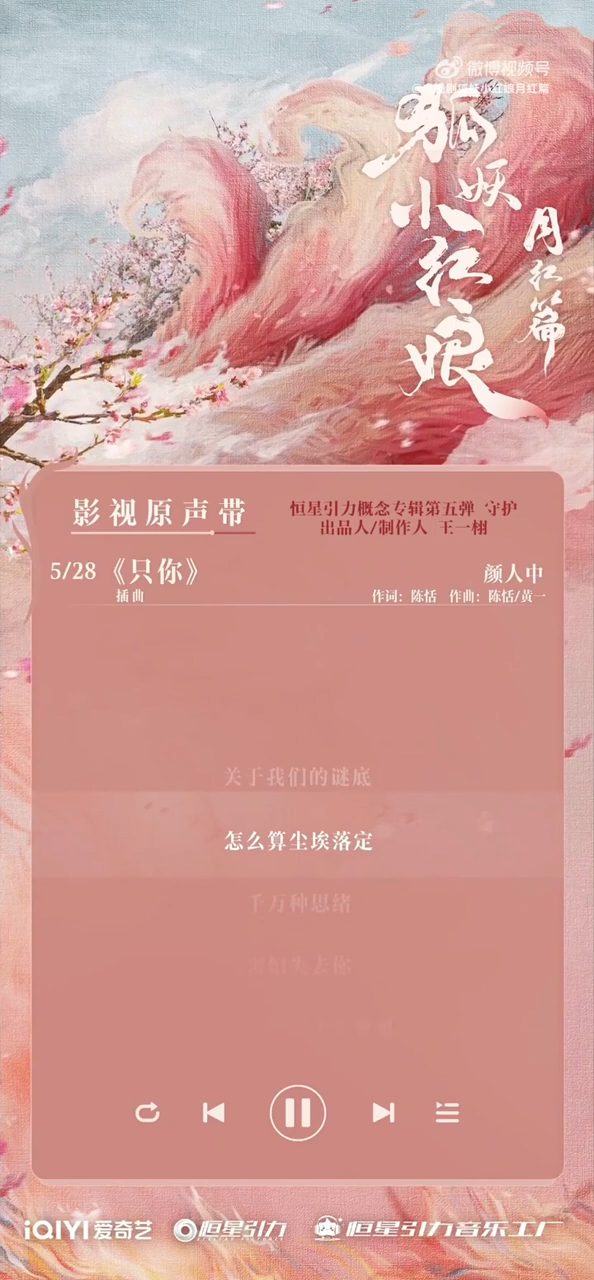 微博视频号
狐妖小红娘
月红篇
影视原声带
恒星引力概念专辑第五弹 守护
出品人/制作人 王一栩
5/28 《只你》
颜人中
插曲
作词：陈恬 作曲：陈恬/黄一
关于我们的谜底
怎么算尘埃落定
千万种思绪
iQIYI 爱奇艺
恒星引力
恒星引力音乐工厂